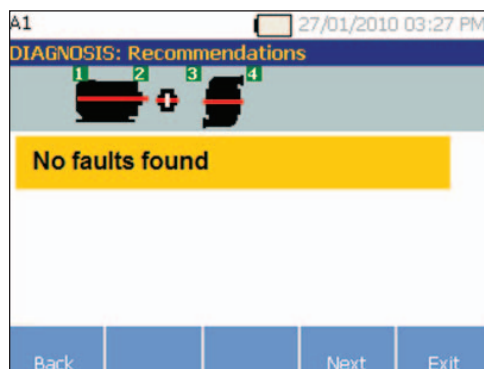 A1 27/01/2010 03:27 PM
DIAGNOSIS: Recommendations
1 2 3 4
No faults found
Back Next Exit